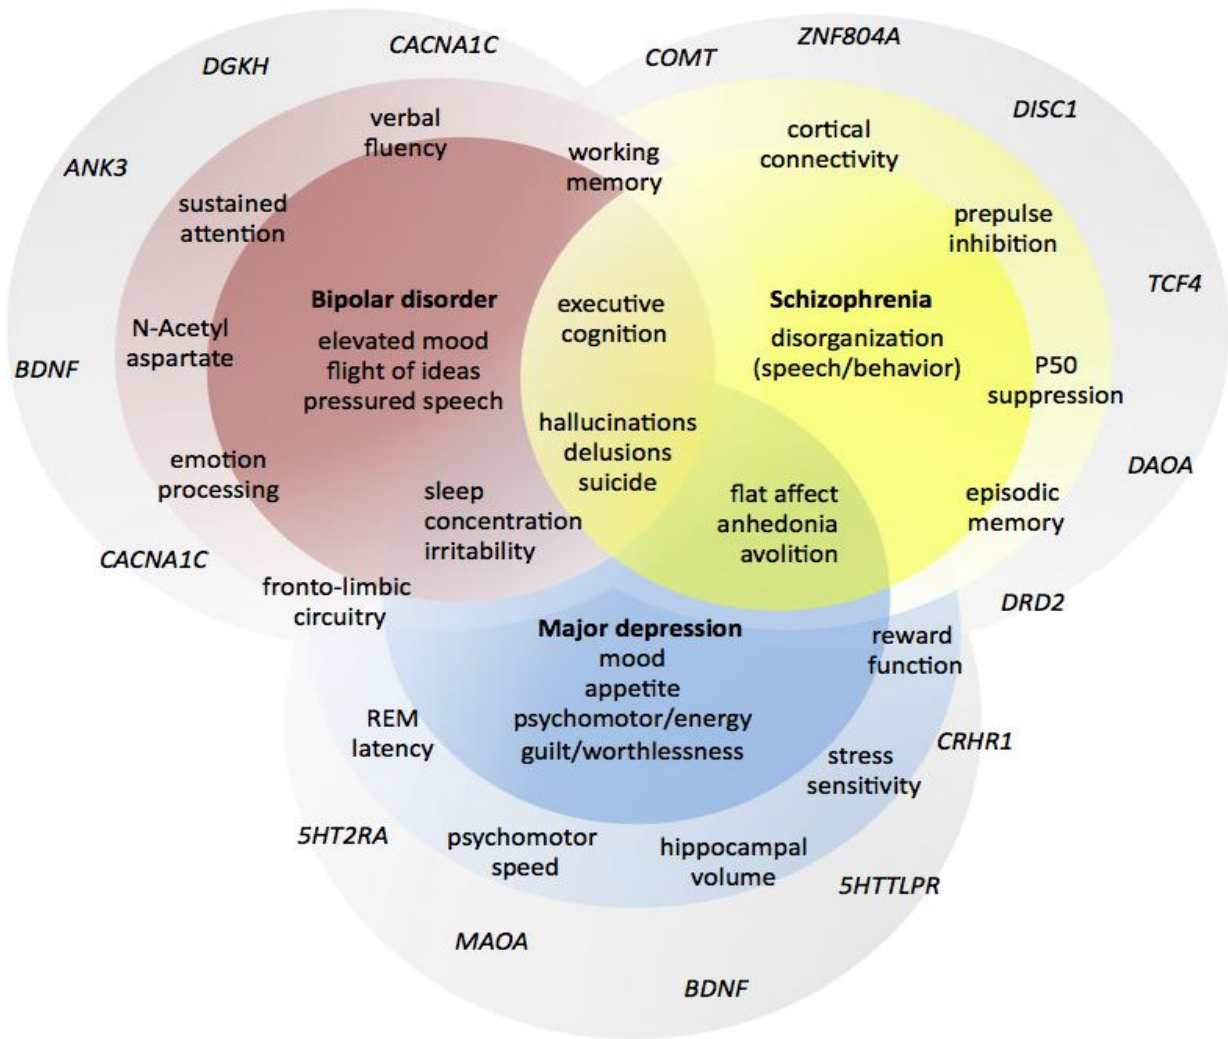 CACNA1C
DGKH
ANK3
BDNF
CACNA1C
COMT
ZNF804A
DISC1
TCF4
DAOA
DRD2
verbal
fluency
sustained
attention
N-Acetyl
aspartate
emotion
processing
fronto-limbic
circuitry
working
memory
cortical
connectivity
prepulse
inhibition
P50
suppression
episodic
memory
Bipolar disorder
elevated mood
flight of ideas
pressured speech
executive
cognition
Schizophrenia
disorganization
(speech/behavior)
hallucinations
delusions
suicide
sleep
concentration
irritability
flat affect
anhedonia
avolition
Major depression
mood
appetite
psychomotor/energy
guilt/worthlessness
reward
function
REM
latency
stress
sensitivity
psychomotor
speed
hippocampal
volume
CRHR1
5HT2RA
5HTTLPR
MAOA
BDNF